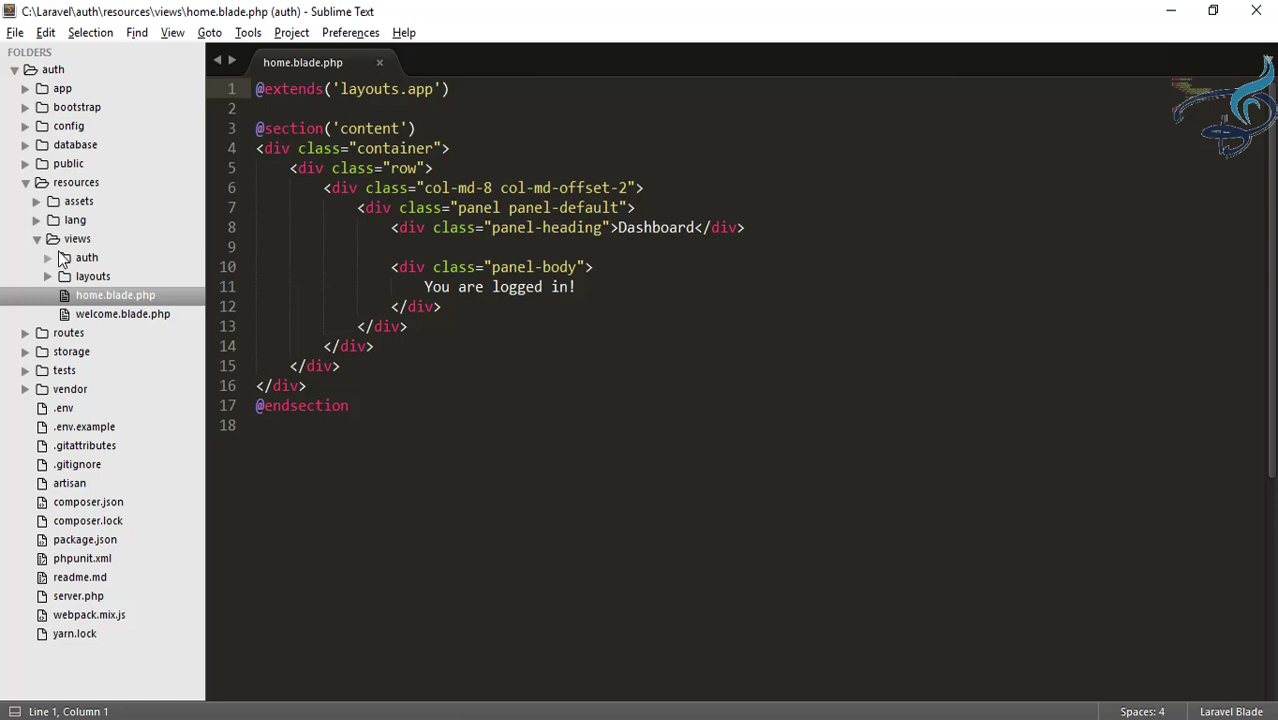 C:\Laravel\auth\resources\views\home.blade.php (auth) - Sublime Text
File Edit Selection Find View Goto Tools Project Preferences Help
FOLDERS
auth
app
bootstrap
config
database
public
resources
assets
lang
views
auth
layouts
home.blade.php
welcome.blade.php
routes
storage
tests
vendor
.env
.env.example
.gitattributes
.gitignore
artisan
composer.json
composer.lock
package.json
phpunit.xml
readme.md
server.php
webpack.mix.js
yarn.lock
home.blade.php ×
1 @extends('layouts.app')
2
3 @section('content')
4 <div class="container">
5     <div class="row">
6         <div class="col-md-8 col-md-offset-2">
7             <div class="panel panel-default">
8                 <div class="panel-heading">Dashboard</div>
9
10                 <div class="panel-body">
11                     You are logged in!
12                 </div>
13             </div>
14         </div>
15     </div>
16 </div>
17 @endsection
18
Line 1, Column 1 Spaces: 4 Laravel Blade